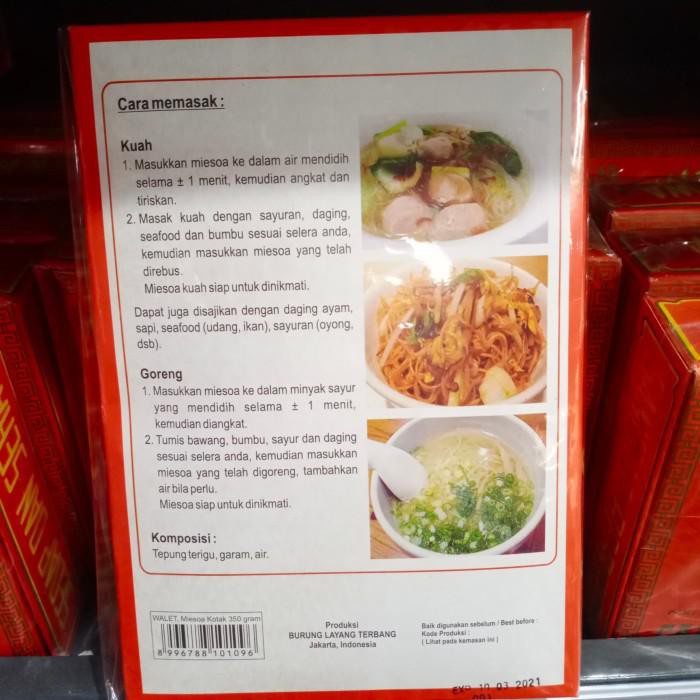 Cara memasak :
Kuah
1. Masukkan miesoa ke dalam air mendidih
selama ± 1 menit, kemudian angkat dan
tiriskan.
2. Masak kuah dengan sayuran, daging,
seafood dan bumbu sesuai selera anda,
kemudian masukkan miesoa yang telah
direbus.
Miesoa kuah siap untuk dinikmati.
Dapat juga disajikan dengan daging ayam,
sapi, seafood (udang, ikan), sayuran (oyong,
dsb).
Goreng
1. Masukkan miesoa ke dalam minyak sayur
yang mendidih selama ± 1 menit,
kemudian diangkat.
2. Tumis bawang, bumbu, sayur dan daging
sesuai selera anda, kemudian masukkan
miesoa yang telah digoreng, tambahkan
air bila perlu.
Miesoa siap untuk dinikmati.
Komposisi :
Tepung terigu, garam, air.
WALET, Miesoa Kotak 350 gram
8 996788 101096
Produksi
BURUNG LAYANG TERBANG
Jakarta, Indonesia
Baik digunakan sebelum / Best before :
Kode Produksi :
( Lihat pada kemasan ini )
EXP 10 03 2021